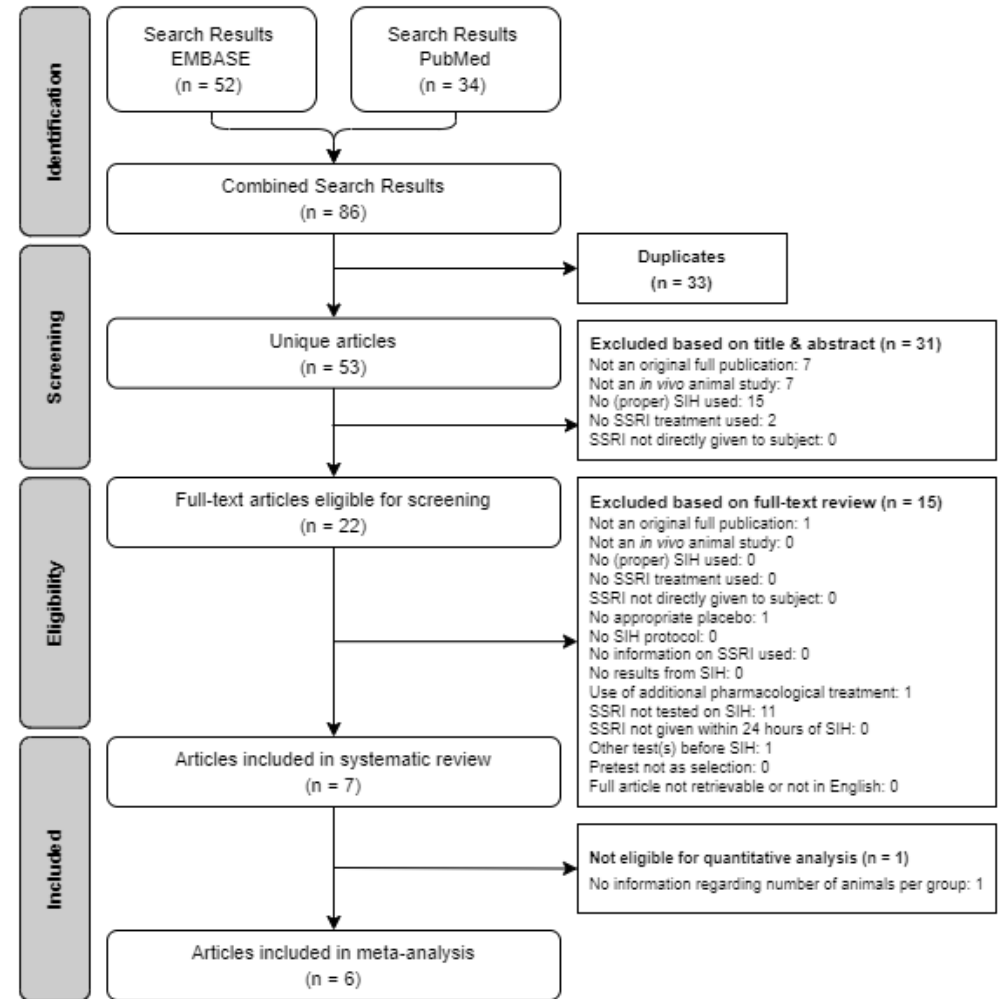 Identification
Search Results
EMBASE
(n = 52)
Search Results
PubMed
(n = 34)
Combined Search Results
(n = 86)
Screening
Duplicates
(n = 33)
Unique articles
(n = 53)
Excluded based on title & abstract (n = 31)
Not an original full publication: 7
Not an in vivo animal study: 7
No (proper) SIH used: 15
No SSRI treatment used: 2
SSRI not directly given to subject: 0
Eligibility
Full-text articles eligible for screening
(n = 22)
Excluded based on full-text review (n = 15)
Not an original full publication: 1
Not an in vivo animal study: 0
No (proper) SIH used: 0
No SSRI treatment used: 0
SSRI not directly given to subject: 0
No appropriate placebo: 1
No SIH protocol: 0
No information on SSRI used: 0
No results from SIH: 0
Use of additional pharmacological treatment: 1
SSRI not tested on SIH: 11
SSRI not given within 24 hours of SIH: 0
Other test(s) before SIH: 1
Pretest not as selection: 0
Full article not retrievable or not in English: 0
Included
Articles included in systematic review
(n = 7)
Not eligible for quantitative analysis (n = 1)
No information regarding number of animals per group: 1
Articles included in meta-analysis
(n = 6)